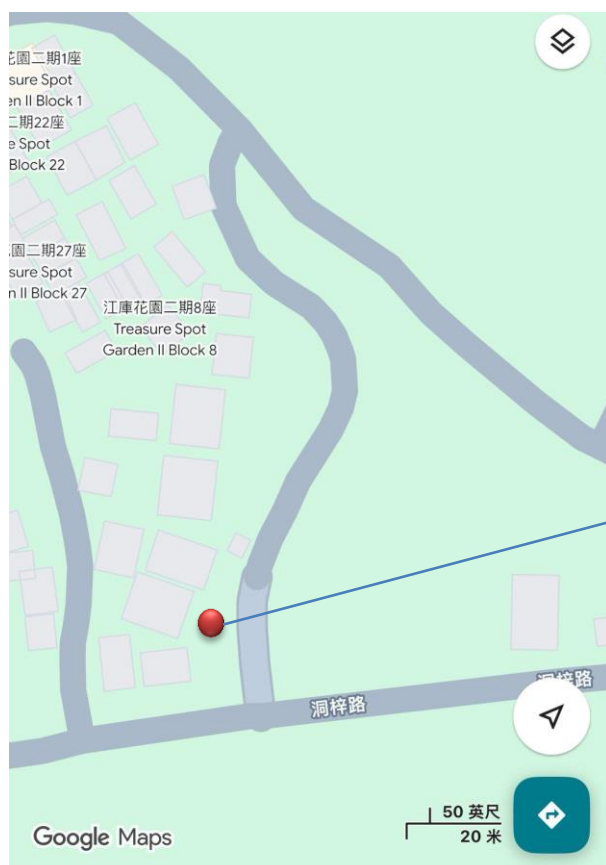 花園二期1座
sure Spot
en II Block 1
二期22座
e Spot
Block 22
園二期27座
sure Spot
n II Block 27
江庫花園二期8座
Treasure Spot
Garden II Block 8
洞梓路
洞梓路
50 英尺
20 米
Google Maps